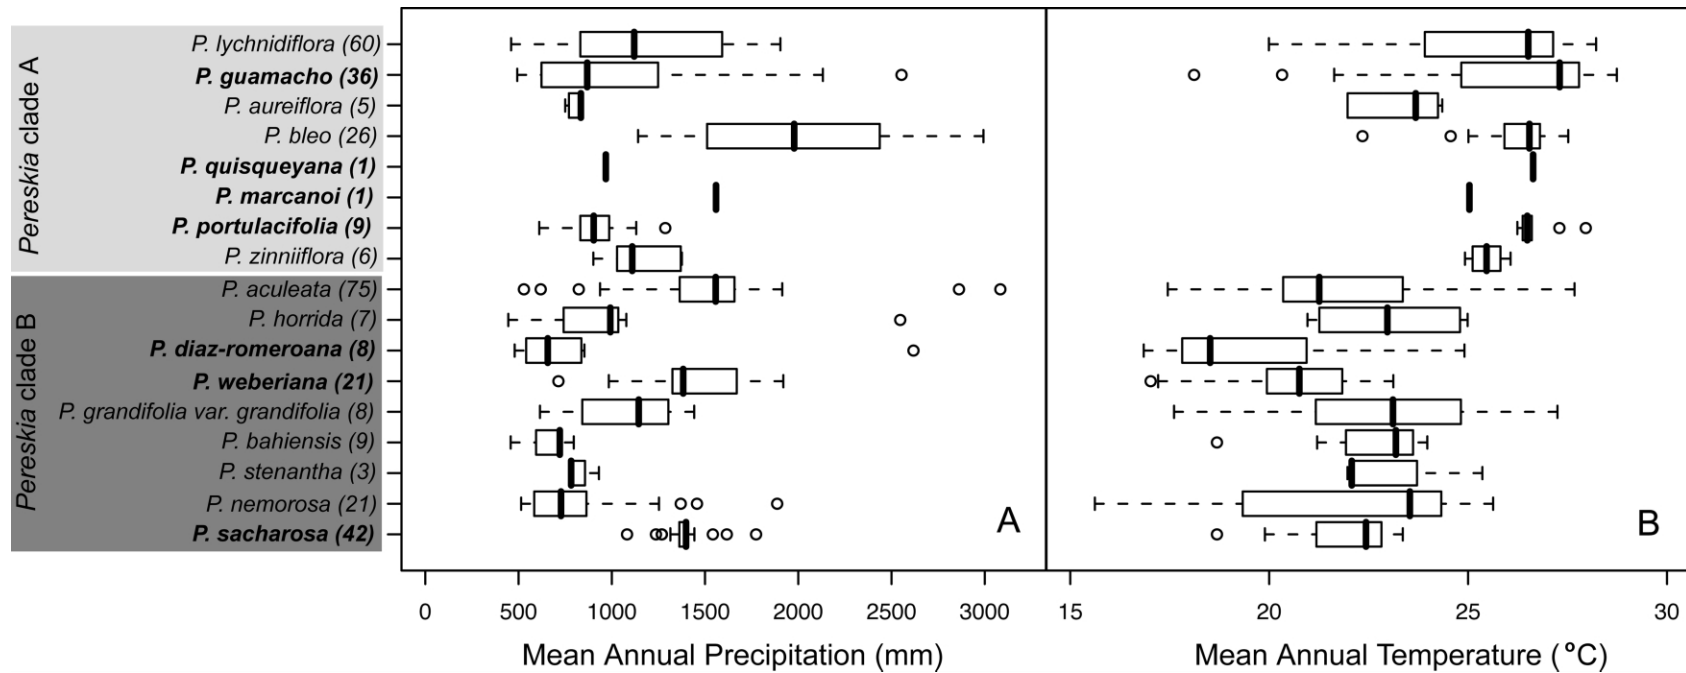 Pereskia clade A
P. lychnidiflora (60)
P. guamacho (36)
P. aureiflora (5)
P. bleo (26)
P. quisqueyana (1)
P. marcanoi (1)
P. portulacifolia (9)
P. zinniiflora (6)
Pereskia clade B
P. aculeata (75)
P. horrida (7)
P. diaz-romeroana (8)
P. weberiana (21)
P. grandifolia var. grandifolia (8)
P. bahiensis (9)
P. stenantha (3)
P. nemorosa (21)
P. sacharosa (42)
A
0 500 1000 1500 2000 2500 3000
Mean Annual Precipitation (mm)
B
15 20 25 30
Mean Annual Temperature (°C)